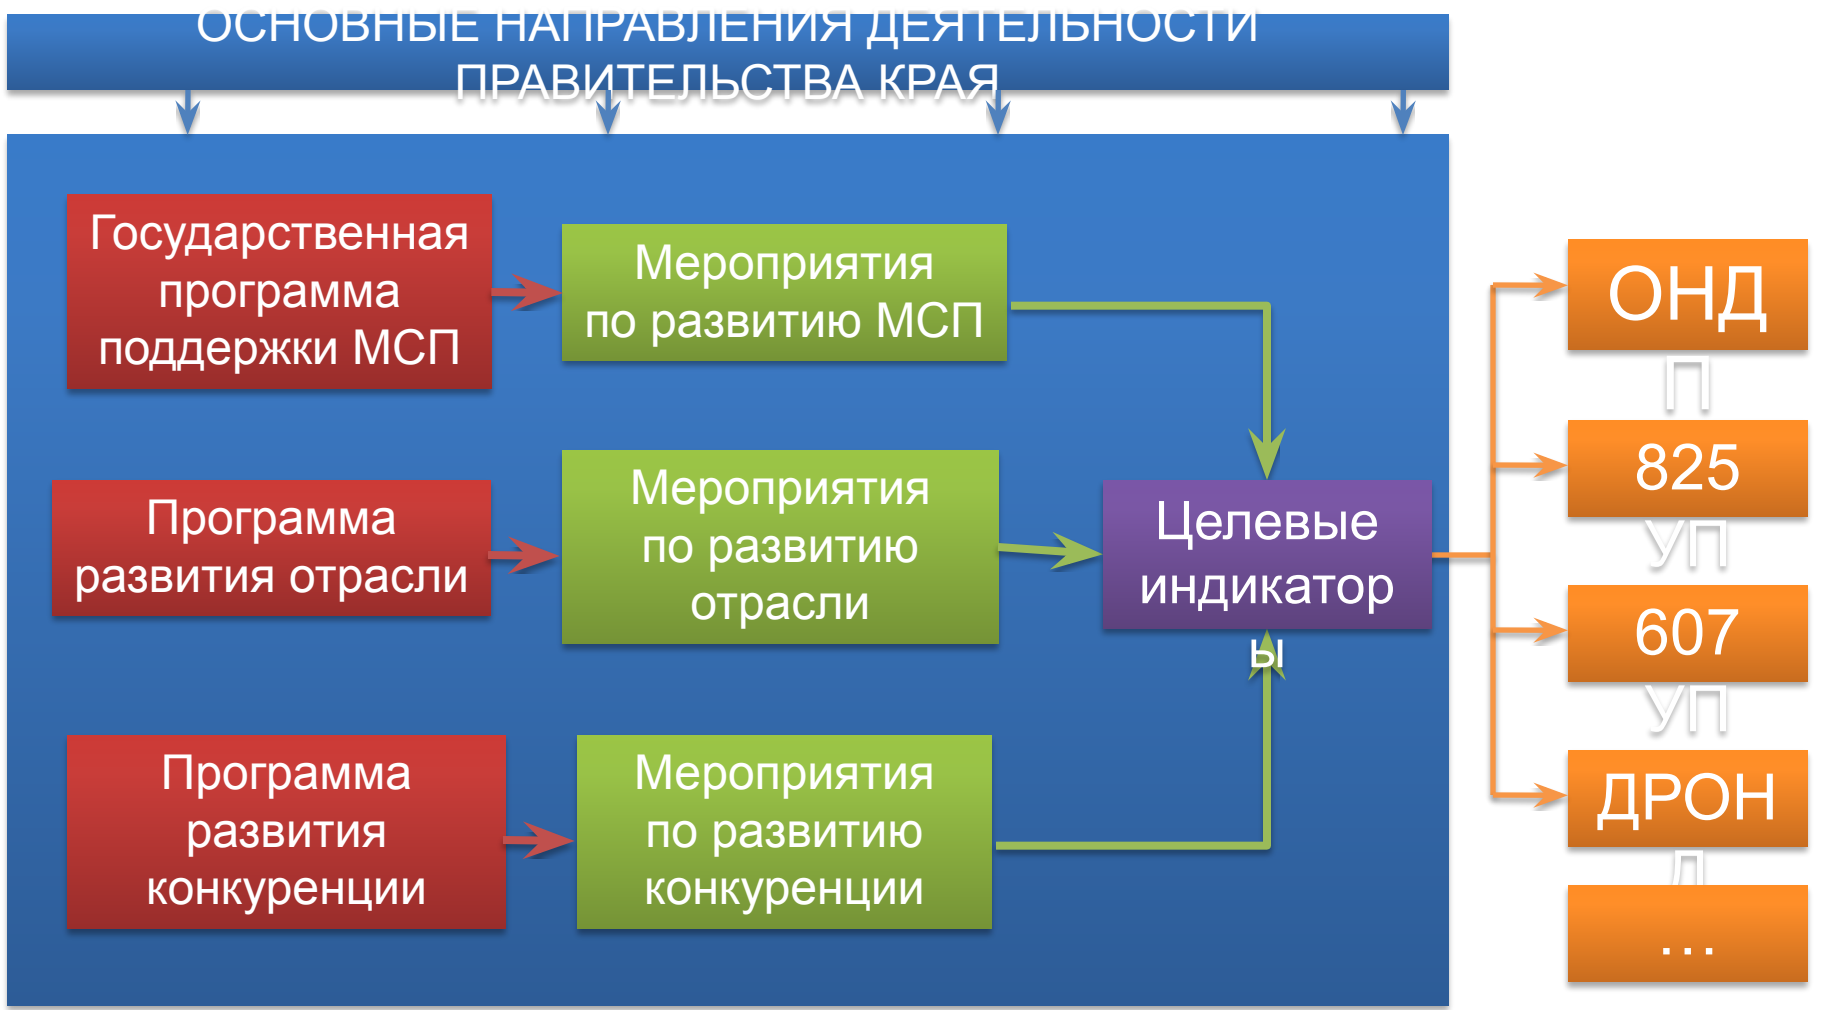 ОСНОВНЫЕ НАПРАВЛЕНИЯ ДЕЯТЕЛЬНОСТИ
ПРАВИТЕЛЬСТВА КРАЯ
Государственная
программа
поддержки МСП
Мероприятия
по развитию МСП
Программа
развития отрасли
Мероприятия
по развитию
отрасли
Программа
развития
конкуренции
Мероприятия
по развитию
конкуренции
Целевые
индикатор
ы
ОНД
П
825
УП
607
УП
ДРОН
Д
...